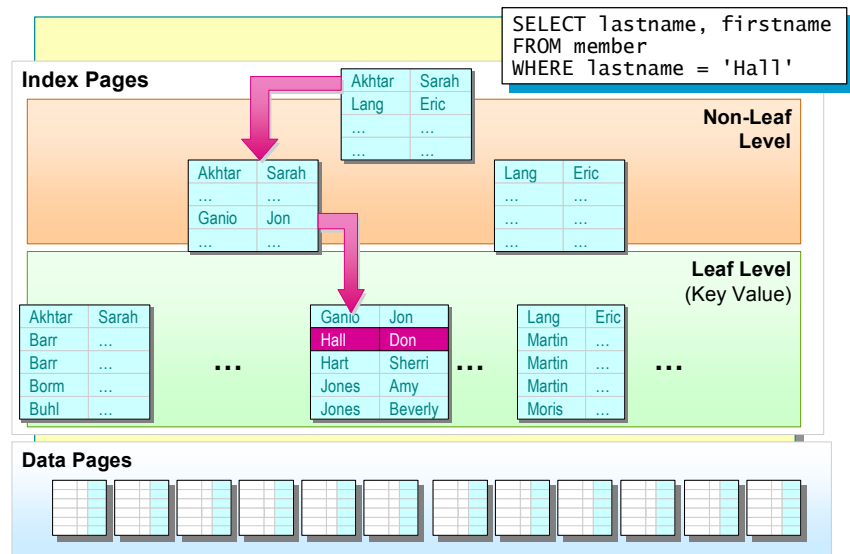 SELECT lastname, firstname
FROM member
WHERE lastname = 'Hall'
Index Pages
Akhtar Sarah
Lang Eric
… …
… …
Non-Leaf
Level
Akhtar Sarah
… …
Ganio Jon
… …
Lang Eric
… …
… …
… …
Leaf Level
(Key Value)
Akhtar Sarah
Barr …
Barr …
Borm …
Buhl …
…
Ganio Jon
Hall Don
Hart Sherri
Jones Amy
Jones Beverly
…
Lang Eric
Martin …
Martin …
Martin …
Moris …
…
Data Pages